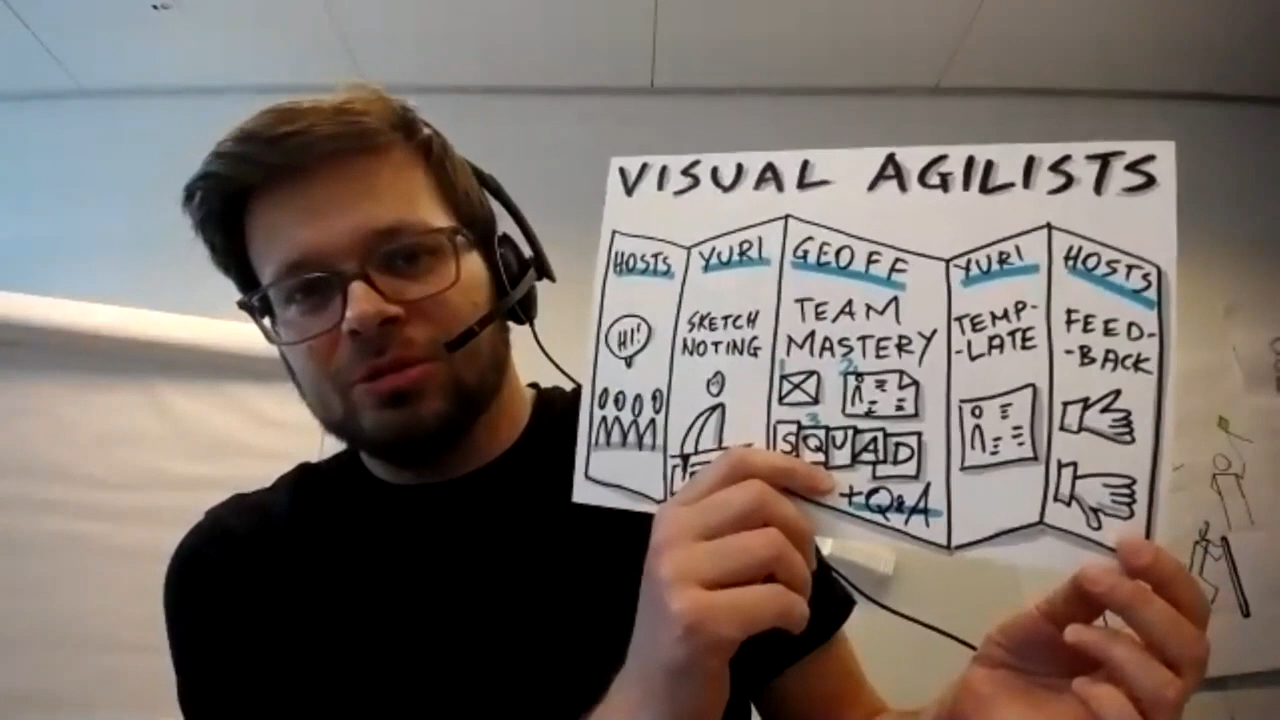 VISUAL AGILISTS
HOSTS
HI!
YURI
SKETCH
NOTING
GEOFF
TEAM
MASTERY
1
2
3
SQUAD
+Q&A
YURI
TEMP-
-LATE
HOSTS
FEED-
-BACK